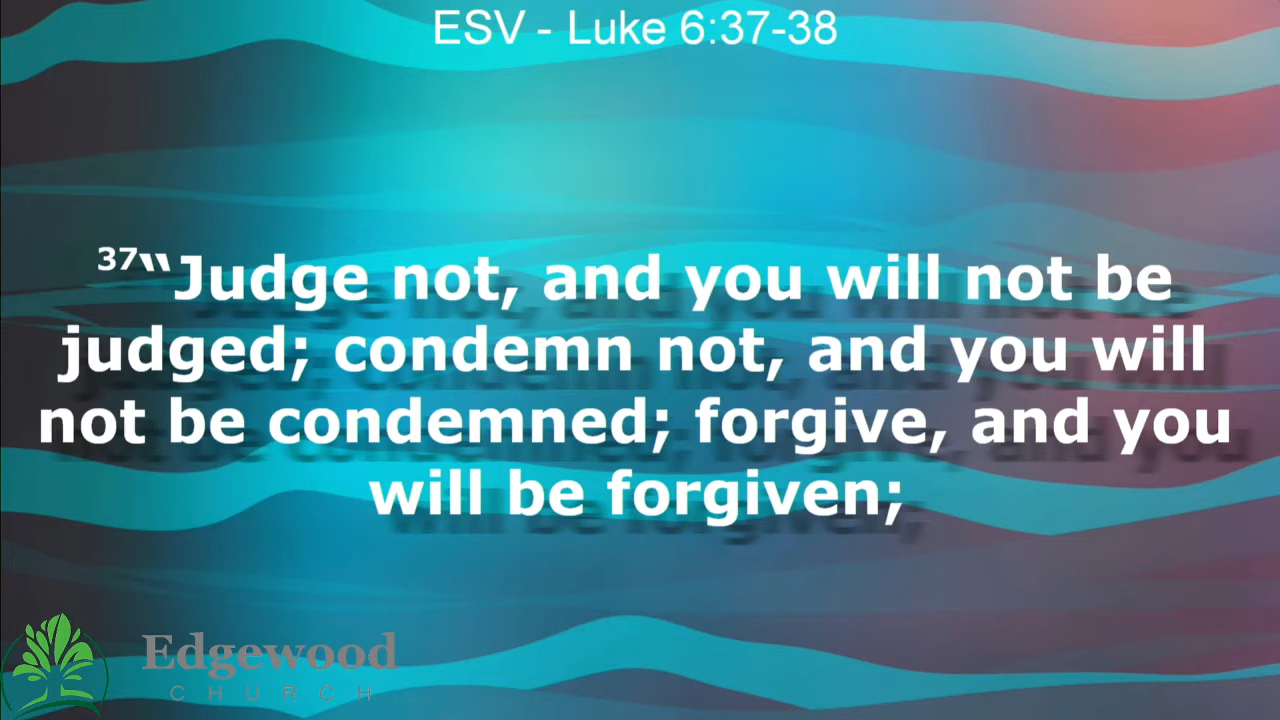 ESV - Luke 6:37-38
37“Judge not, and you will not be
judged; condemn not, and you will
not be condemned; forgive, and you
will be forgiven;
Edgewood
CHURCH